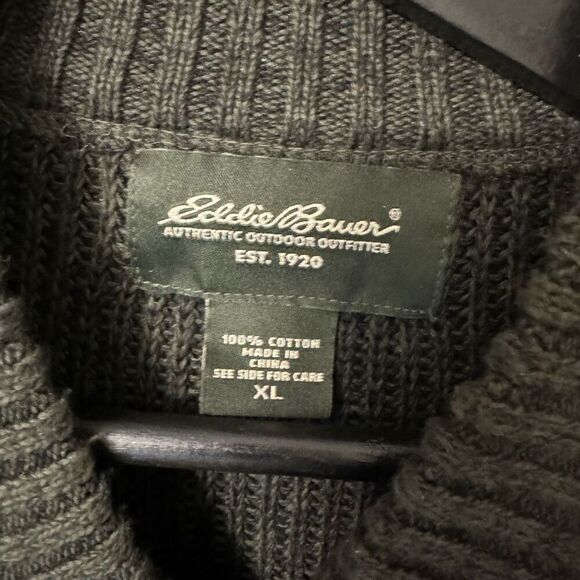 Eddie Bauer®
AUTHENTIC OUTDOOR OUTFITTER
EST. 1920
100% COTTON
MADE IN
CHINA
SEE SIDE FOR CARE
XL